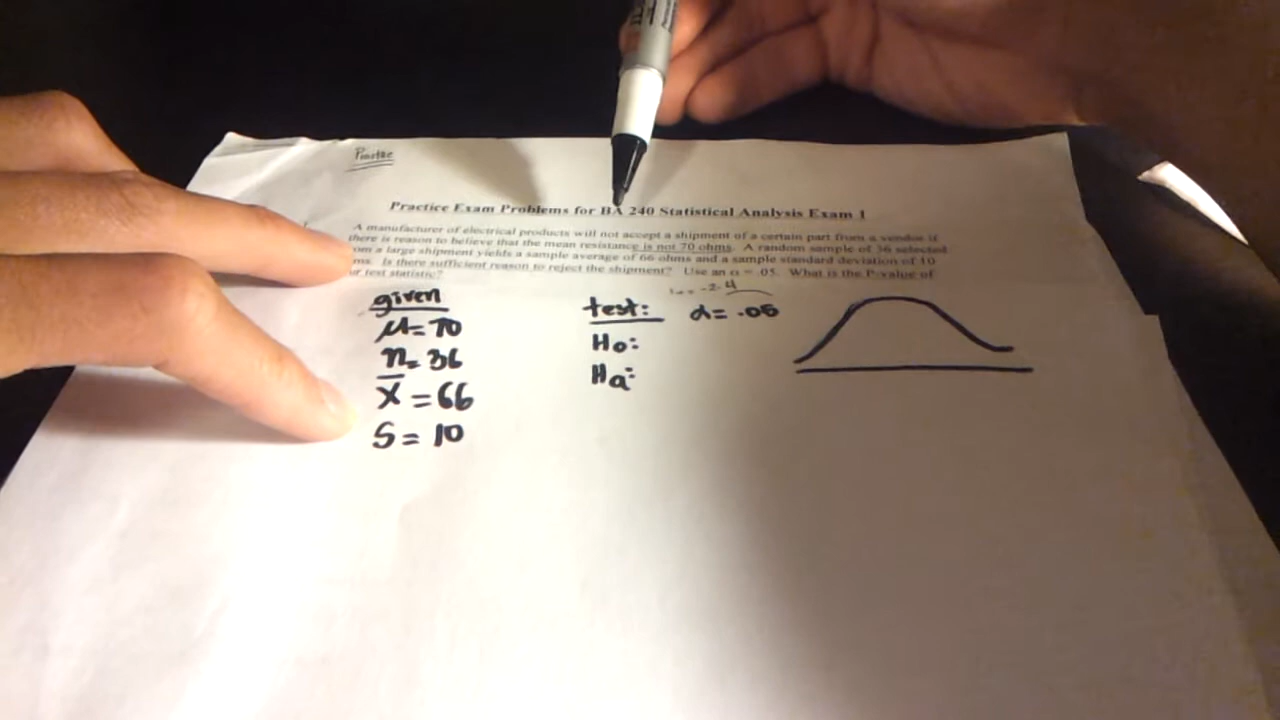 Practice
Practice Exam Problems for BA 240 Statistical Analysis Exam 1
A manufacturer of electrical products will not accept a shipment of a certain part from a vendor if
there is reason to believe that the mean resistance is not 70 ohms. A random sample of 36 selected
om a large shipment yields a sample average of 66 ohms and a sample standard deviation of 10
ms. Is there sufficient reason to reject the shipment? Use an α = .05. What is the P-value of
ur test statistic?
= -2.4
given
test: α = .05
μ = 70
H0:
n = 36
Ha:
x̄ = 66
S = 10